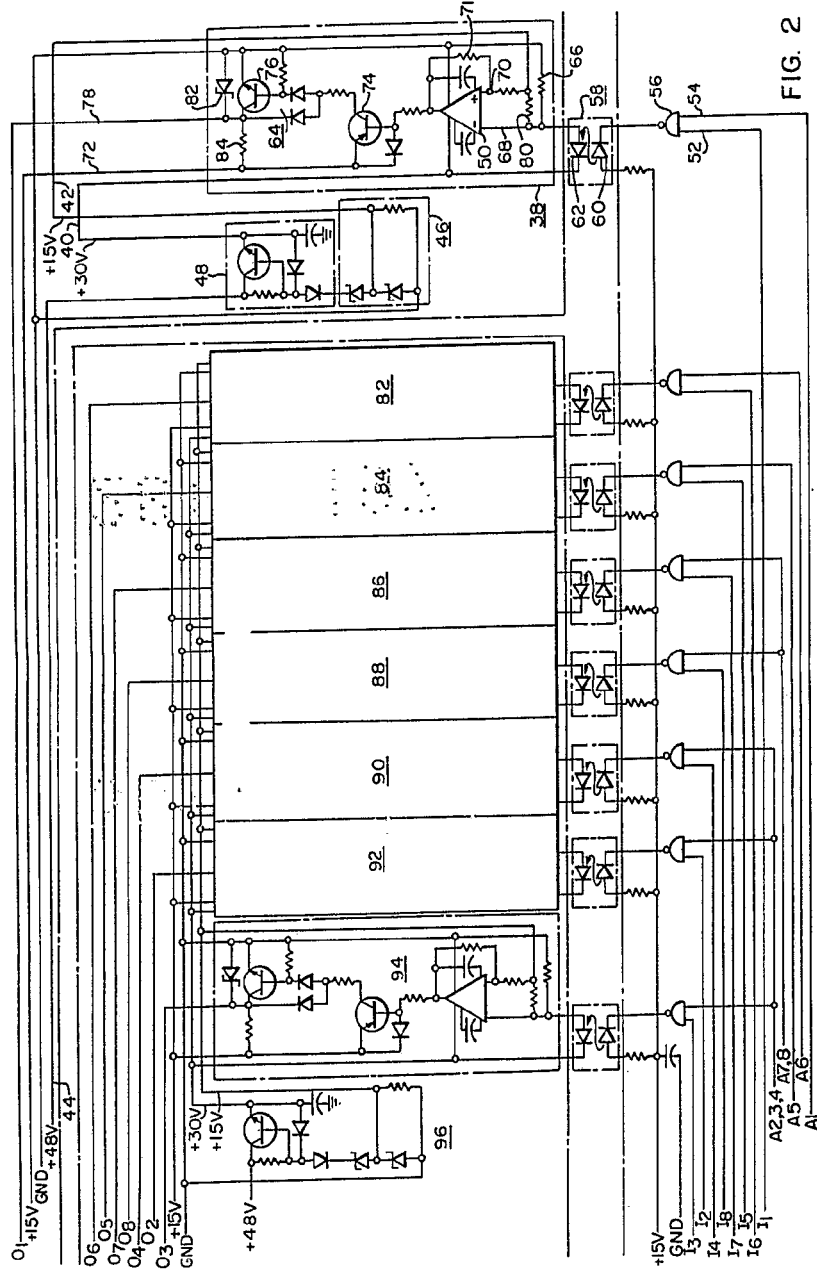 O1
+15V
GND
+48V
44
O6
O5
O7
O8
O4
O2
O3
+15V
GND
+30V
+15V
+48V
96
94
92
90
88
86
84
82
+15V
42
40
+30V
48
46
72
78
82
84
64
76
74
71
70
50
68
80
66
38
62
60
58
56
54
52
+15V
GND
I3
I2
I4
I8
I7
I5
I6
I1
A2,3,4
A7,8
A5
A6
A1
FIG. 2